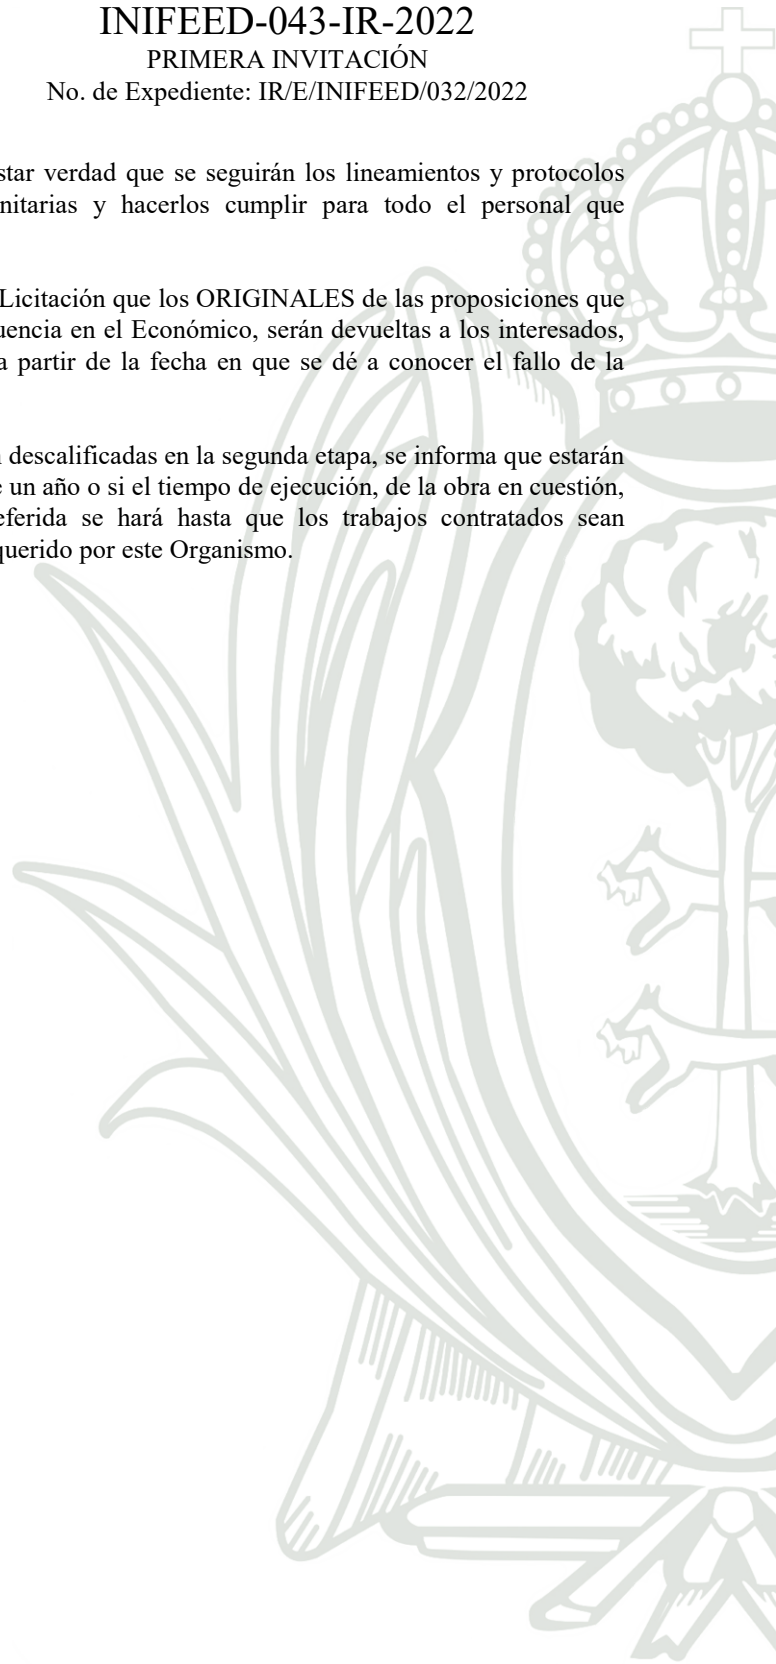 INIFEED-043-IR-2022
PRIMERA INVITACIÓN
No. de Expediente: IR/E/INIFEED/032/2022
star verdad que se seguirán los lineamientos y protocolos
nitarias y hacerlos cumplir para todo el personal que
Licitación que los ORIGINALES de las proposiciones que
uencia en el Económico, serán devueltas a los interesados,
a partir de la fecha en que se dé a conocer el fallo de la
descalificadas en la segunda etapa, se informa que estarán
e un año o si el tiempo de ejecución, de la obra en cuestión,
eferida se hará hasta que los trabajos contratados sean
querido por este Organismo.